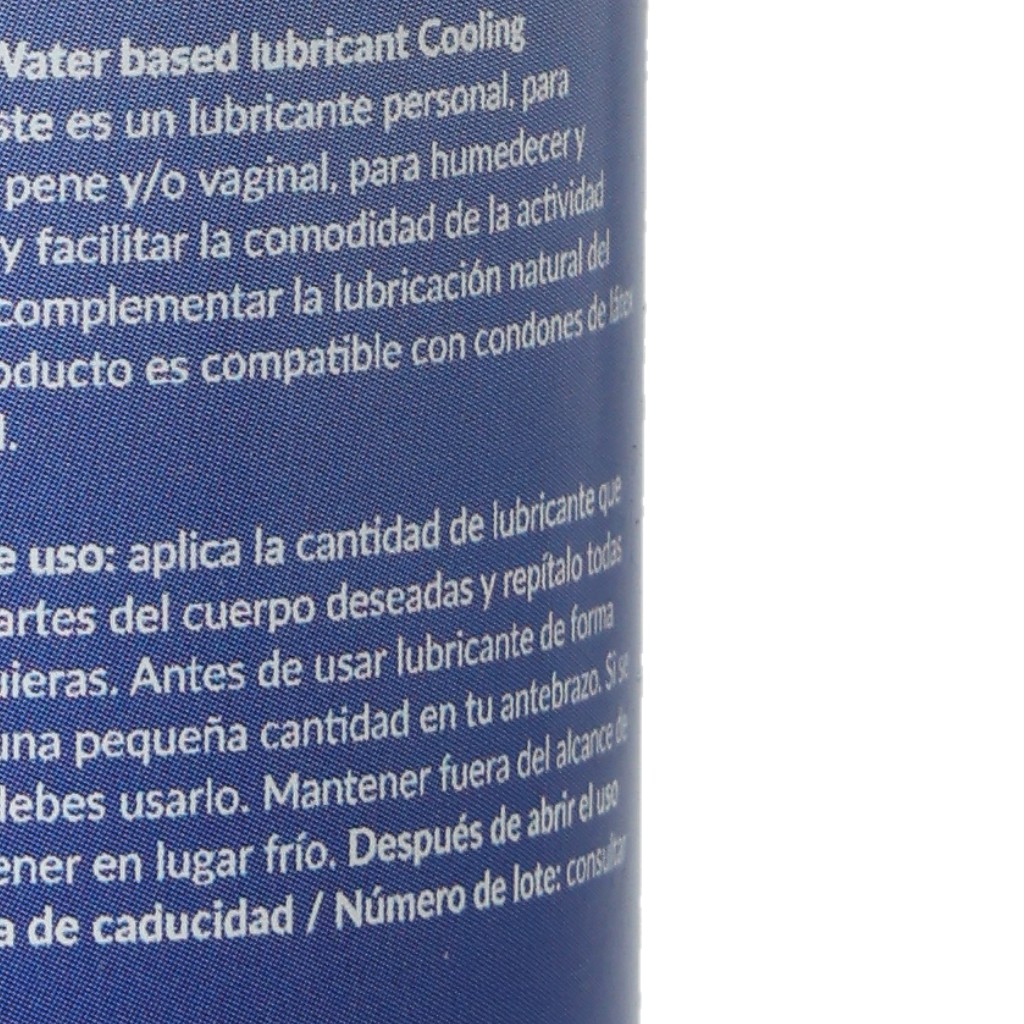 Water based lubricant Cooling
ste es un lubricante personal, para
pene y/o vaginal, para humedecer y
y facilitar la comodidad de la actividad
complementar la lubricación natural del
oducto es compatible con condones de látex
l.
e uso: aplica la cantidad de lubricante que
artes del cuerpo deseadas y repítalo todas
uieras. Antes de usar lubricante de forma
una pequeña cantidad en tu antebrazo. Si se
debes usarlo. Mantener fuera del alcance de
ener en lugar frío. Después de abrir el uso
a de caducidad / Número de lote: consultar